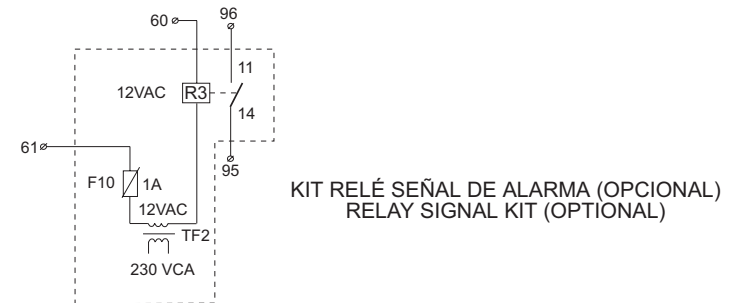 96
60
11
12VAC R3
14
61
95
F10 1A
12VAC
TF2
230 VCA
KIT RELÉ SEÑAL DE ALARMA (OPCIONAL)
RELAY SIGNAL KIT (OPTIONAL)